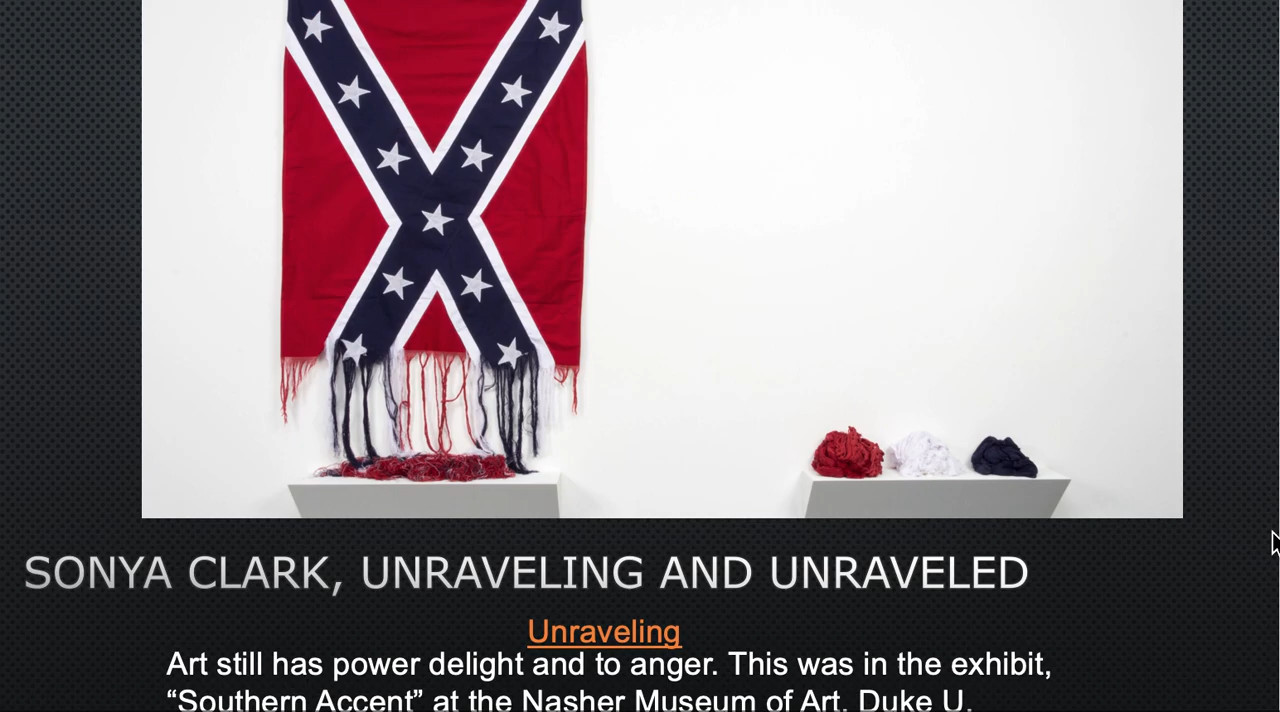 SONYA CLARK, UNRAVELING AND UNRAVELED
Unraveling
Art still has power delight and to anger. This was in the exhibit,
“Southern Accent” at the Nasher Museum of Art, Duke U.